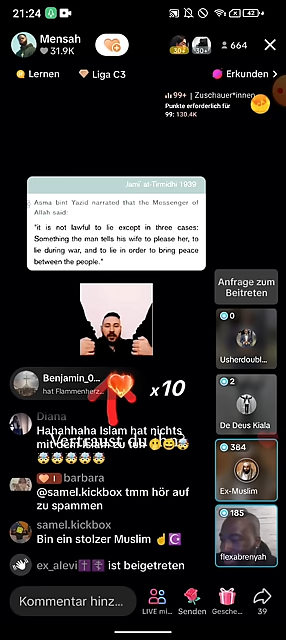 21:24
42
Mensah
31.9K
30+
30+
664
Lernen
Liga C3
Erkunden >
99+ | Zuschauer*innen
Punkte erforderlich für
99: 130.4K
Jami` at-Tirmidhi 1939
Asma bint Yazid narrated that the Messenger of
Allah said:
"it is not lawful to lie except in three cases:
Something the man tells his wife to please her, to
lie during war, and to lie in order to bring peace
between the people."
Anfrage zum
Beitreten
0
Usherdoubl...
Benjamin_0...
hat Flammenherz...
x10
2
De Deus Kiala
Diana
Hahahhaha Islam hat nichts
mit dem Islam zu tun
Vertraust du
384
Ex-Muslim
I barbara
@samel.kickbox tmm hör auf
zu spammen
samel.kickbox
Bin ein stolzer Muslim ☝️☪️
185
flexabrenyah
ex_alevi✝️✝️ ist beigetreten
Kommentar hinz...
LIVE mi...
Senden
Gesche...
39